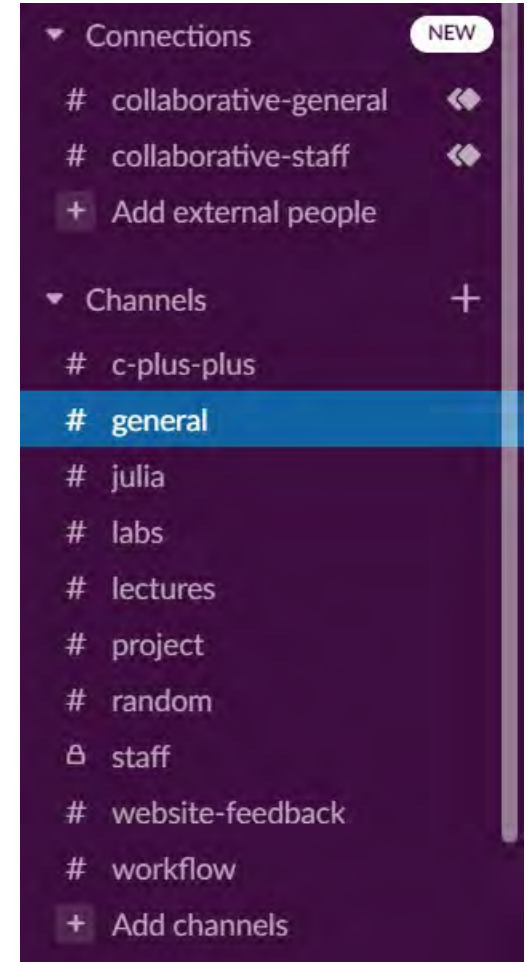 Connections NEW
# collaborative-general
# collaborative-staff
+ Add external people
Channels +
# c-plus-plus
# general
# julia
# labs
# lectures
# project
# random
staff
# website-feedback
# workflow
+ Add channels